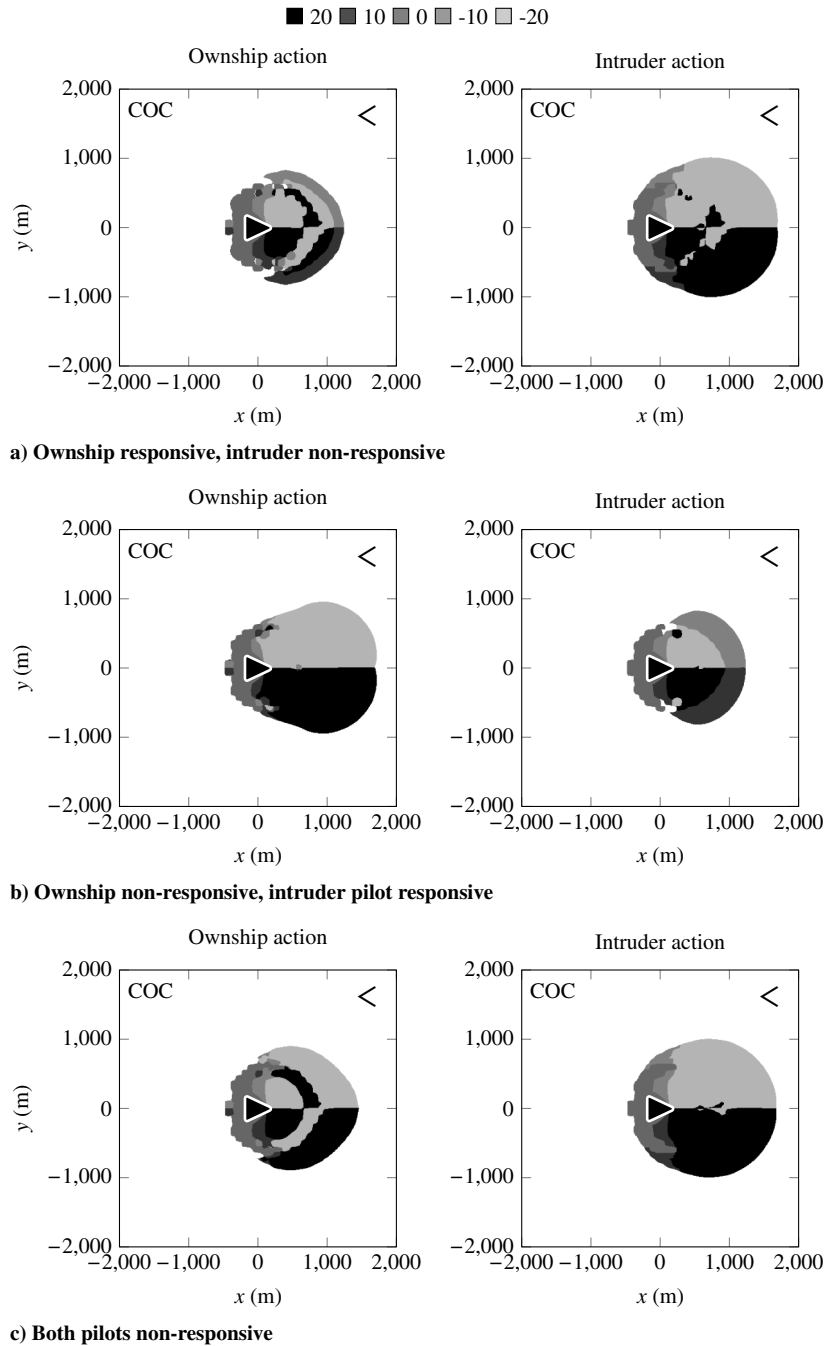 20 10 0 -10 -20
Ownship action
Intruder action
2,000
1,000
0
−1,000
−2,000
y (m)
COC
−2,000 −1,000 0 1,000 2,000
x (m)
2,000
1,000
0
−1,000
−2,000
COC
−2,000 −1,000 0 1,000 2,000
x (m)
a) Ownship responsive, intruder non-responsive
Ownship action
Intruder action
2,000
1,000
0
−1,000
−2,000
y (m)
COC
−2,000 −1,000 0 1,000 2,000
x (m)
2,000
1,000
0
−1,000
−2,000
COC
−2,000 −1,000 0 1,000 2,000
x (m)
b) Ownship non-responsive, intruder pilot responsive
Ownship action
Intruder action
2,000
1,000
0
−1,000
−2,000
y (m)
COC
−2,000 −1,000 0 1,000 2,000
x (m)
2,000
1,000
0
−1,000
−2,000
COC
−2,000 −1,000 0 1,000 2,000
x (m)
c) Both pilots non-responsive